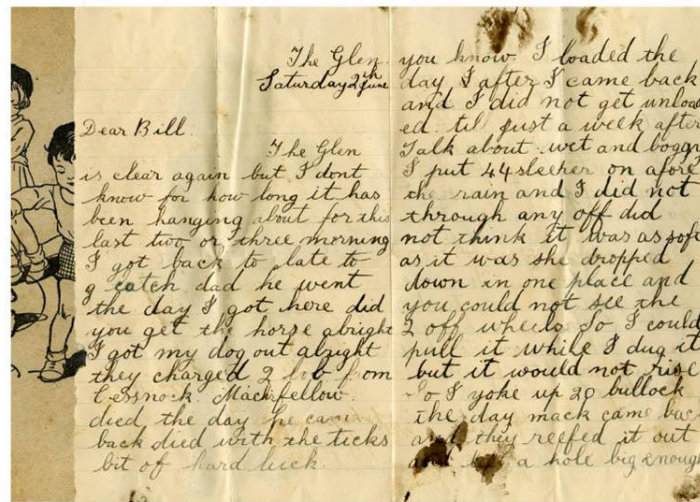 The Glen.
Saturday 2th June
Dear Bill.
The Glen
is clear again but I dont
know for how long it has
been hanging about for this
last two or three morning
I got back to late to
g catch dad he went
the day I got here did
you get the horse alright
I got my dog out alright
they charged 2 bob from
Cessnock. Mackfellow
died the day he cam
back died with the ticks
bit of hard luck.
you know. I loaded the
day I after I came back
and I did not get unload
ed. til just a week after
Talk about wet and boggy
I put 44 sleeper on afore
the rain and I did not
through any off did
not think it was as soft
as it was she dropped
down in one place and
you could not see the
2 off wheels So I could
pull it while I dug it
but it would not rise
So I yoke up 20 bullock
the day mack came back
and they reefed it out
and a hole big enough